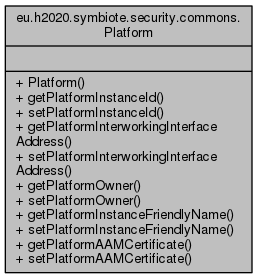 eu.h2020.symbiote.security.commons.
Platform
+ Platform()
+ getPlatformInstanceId()
+ setPlatformInstanceId()
+ getPlatformInterworkingInterface
Address()
+ setPlatformInterworkingInterface
Address()
+ getPlatformOwner()
+ setPlatformOwner()
+ getPlatformInstanceFriendlyName()
+ setPlatformInstanceFriendlyName()
+ getPlatformAAMCertificate()
+ setPlatformAAMCertificate()